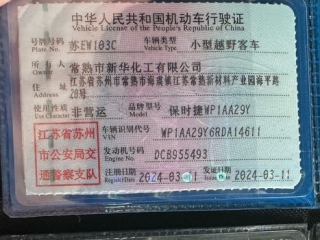 中华人民共和国机动车行驶证
Vehicle License of the People's Republic of China
号牌号码 苏EW103C 车辆类型 小型越野客车
Plate No. Vehicle Type
所有人 常熟市新华化工有限公司
Owner
住址 江苏省苏州市常熟市海虞镇江苏常熟新材料产业园海平路
20号
使用性质 非营运 品牌型号 保时捷WP1AA29Y
Use Character Model
江苏省苏州
市公安局交
通警察支队
车辆识别代号 WP1AA29Y6RDA14611
VIN
发动机号码 DCB955493
Engine No.
注册日期 2024-03-11 发证日期 2024-03-11
Register Date Issue Date